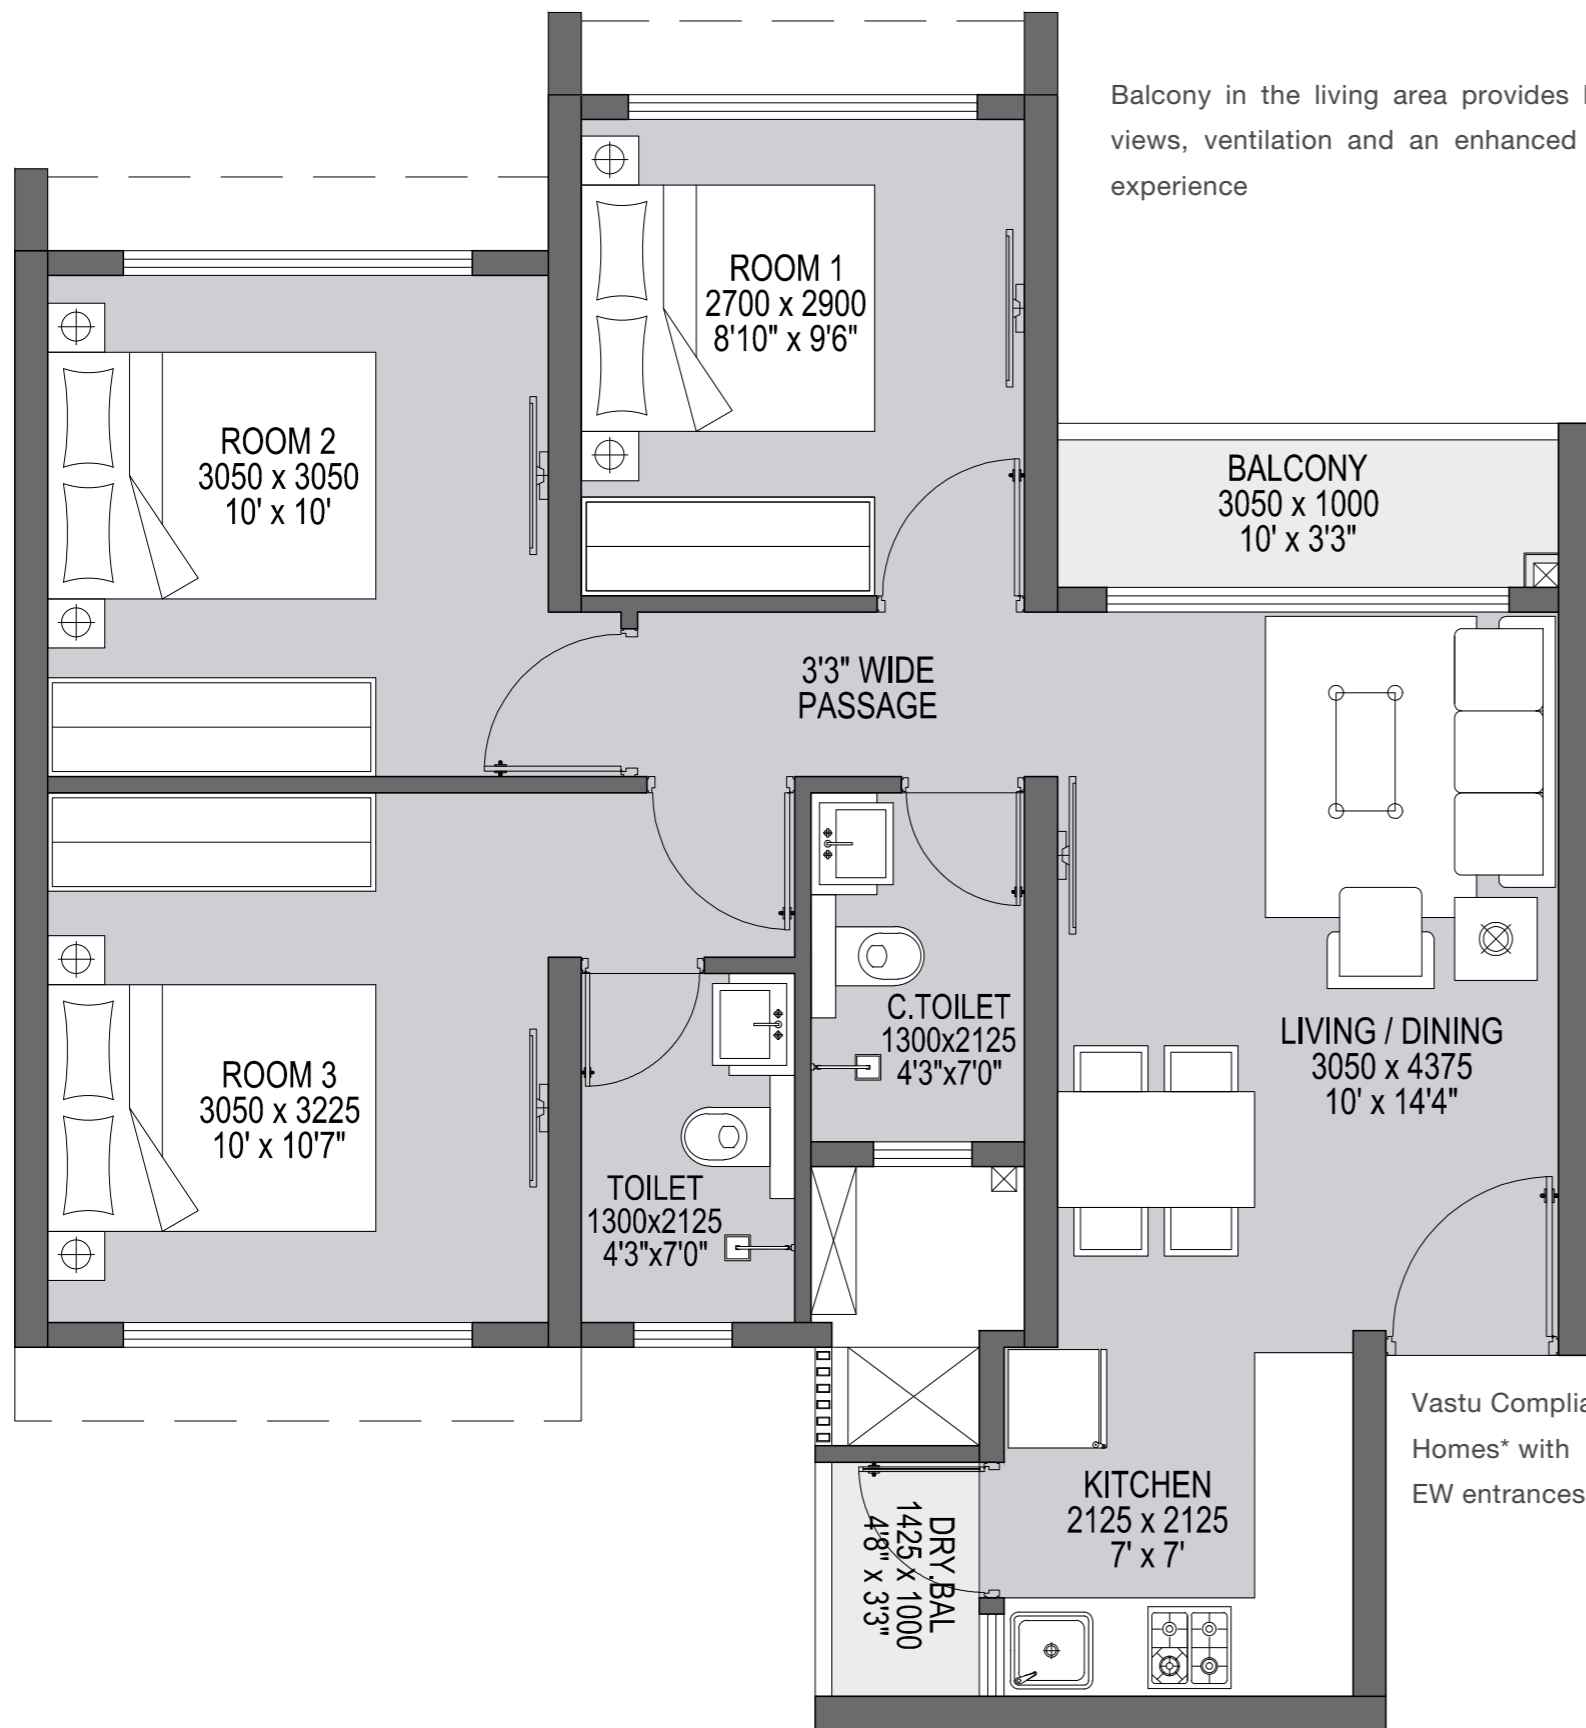 Balcony in the living area provides
views, ventilation and an enhanced
experience
ROOM 1
2700 x 2900
8'10" x 9'6"
ROOM 2
3050 x 3050
10' x 10'
BALCONY
3050 x 1000
10' x 3'3"
3'3" WIDE
PASSAGE
C.TOILET
1300x2125
4'3"x7'0"
LIVING / DINING
3050 x 4375
10' x 14'4"
ROOM 3
3050 x 3225
10' x 10'7"
TOILET
1300x2125
4'3"x7'0"
Vastu
Homes* with
EW entrances
KITCHEN
2125 x 2125
7' x 7'
DRY.BAL
1425 x 1000
4'8" x 3'3"